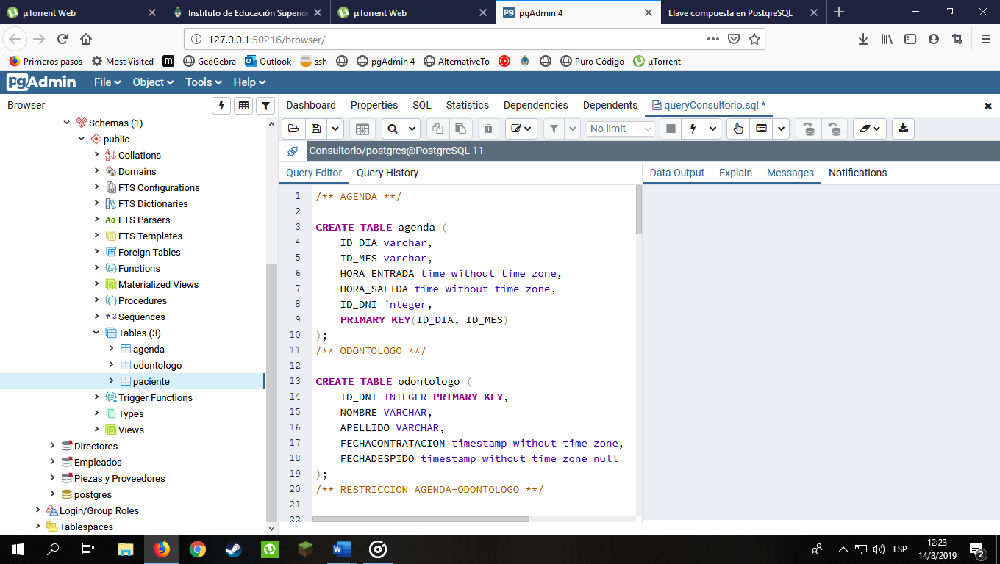 µTorrent Web
Instituto de Educación Superior
µTorrent Web
pgAdmin 4
Llave compuesta en PostgreSQL
127.0.0.1:50216/browser/
Primeros pasos
Most Visited
m
GeoGebra
Outlook
ssh
pgAdmin 4
AlternativeTo
Puro Código
µTorrent
pgAdmin
File
Object
Tools
Help
Browser
Dashboard
Properties
SQL
Statistics
Dependencies
Dependents
queryConsultorio.sql *
No limit
Consultorio/postgres@PostgreSQL 11
Query Editor
Query History
Data Output
Explain
Messages
Notifications
Schemas (1)
public
Collations
Domains
FTS Configurations
FTS Dictionaries
Aa FTS Parsers
FTS Templates
Foreign Tables
Functions
Materialized Views
Procedures
1..3 Sequences
Tables (3)
agenda
odontologo
paciente
Trigger Functions
Types
Views
Directores
Empleados
Piezas y Proveedores
postgres
Login/Group Roles
Tablespaces
1 /** AGENDA **/
2
3 CREATE TABLE agenda (
4 ID_DIA varchar,
5 ID_MES varchar,
6 HORA_ENTRADA time without time zone,
7 HORA_SALIDA time without time zone,
8 ID_DNI integer,
9 PRIMARY KEY(ID_DIA, ID_MES)
10 );
11 /** ODONTOLOGO **/
12
13 CREATE TABLE odontologo (
14 ID_DNI INTEGER PRIMARY KEY,
15 NOMBRE VARCHAR,
16 APELLIDO VARCHAR,
17 FECHACONTRATACION timestamp without time zone,
18 FECHADESPIDO timestamp without time zone null
19 );
20 /** RESTRICCION AGENDA-ODONTOLOGO **/
21
22
ESP
12:23
14/8/2019
2